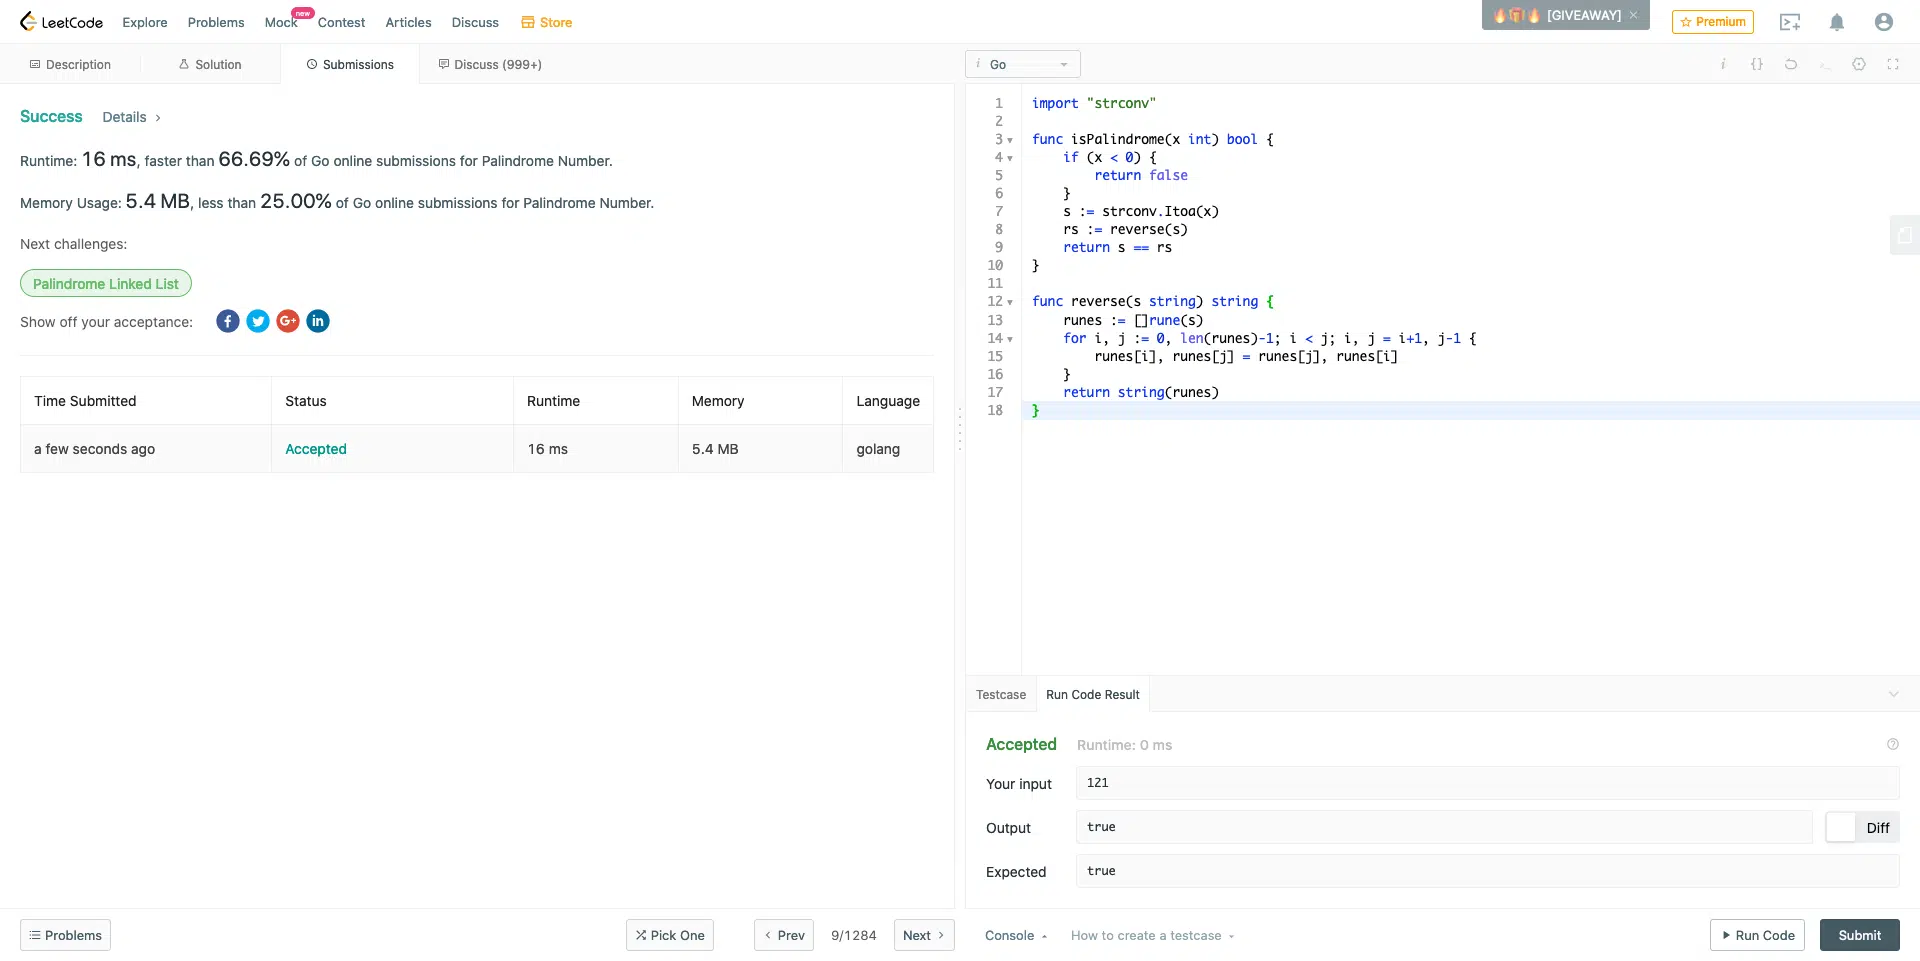 LeetCode Explore Problems Mock new Contest Articles Discuss Store [GIVEAWAY] × Premium
Description Solution Submissions Discuss (999+)
Success Details >
Runtime: 16 ms, faster than 66.69% of Go online submissions for Palindrome Number.
Memory Usage: 5.4 MB, less than 25.00% of Go online submissions for Palindrome Number.
Next challenges:
Palindrome Linked List
Show off your acceptance:
Time Submitted Status Runtime Memory Language
a few seconds ago Accepted 16 ms 5.4 MB golang
Problems Pick One < Prev 9/1284 Next >
i Go
i {}
1 import "strconv"
2
3 func isPalindrome(x int) bool {
4 if (x < 0) {
5 return false
6 }
7 s := strconv.Itoa(x)
8 rs := reverse(s)
9 return s == rs
10 }
11
12 func reverse(s string) string {
13 runes := []rune(s)
14 for i, j := 0, len(runes)-1; i < j; i, j = i+1, j-1 {
15 runes[i], runes[j] = runes[j], runes[i]
16 }
17 return string(runes)
18 }
Testcase Run Code Result
Accepted Runtime: 0 ms
Your input 121
Output true Diff
Expected true
Console How to create a testcase Run Code Submit